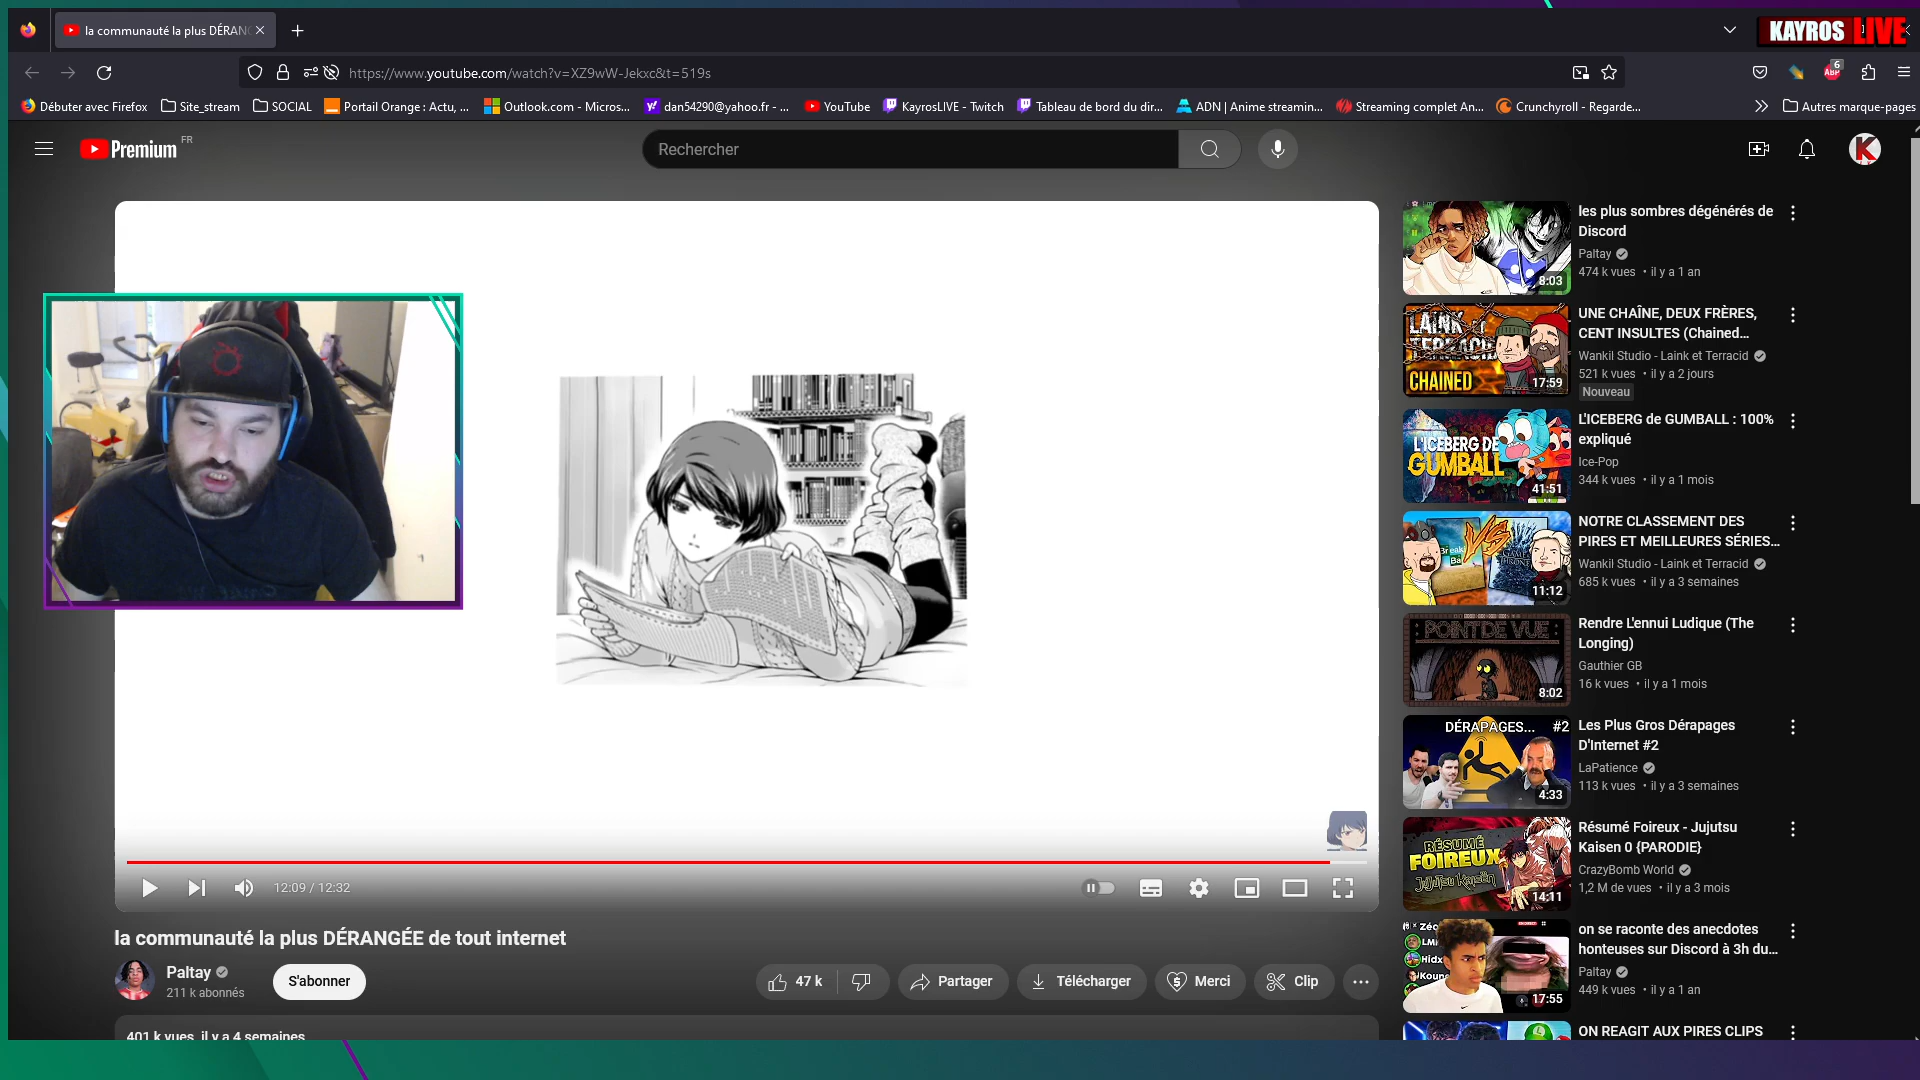 la communauté la plus DÉRAN
KAYROS LIVE
https://www.youtube.com/watch?v=XZ9wW-Jekxc&t=519s
6
ABP
Débuter avec Firefox
Site_stream
SOCIAL
Portail Orange : Actu, ...
Outlook.com - Micros...
dan54290@yahoo.fr - ...
YouTube
KayrosLIVE - Twitch
Tableau de bord du dir...
ADN | Anime streamin...
Streaming complet An...
Crunchyroll - Regarde...
Autres marque-pages
Premium FR
Rechercher
12:09 / 12:32
la communauté la plus DÉRANGÉE de tout internet
Paltay
211 k abonnés
S'abonner
47 k
Partager
Télécharger
Merci
Clip
401 k vues il y a 4 semaines
8:03
les plus sombres dégénérés de
Discord
Paltay
474 k vues • il y a 1 an
LAINK et
TERRACID
CHAINED
17:59
UNE CHAÎNE, DEUX FRÈRES,
CENT INSULTES (Chained...
Wankil Studio - Laink et Terracid
521 k vues • il y a 2 jours
Nouveau
L'ICEBERG DE
GUMBALL
41:51
L'ICEBERG de GUMBALL : 100%
expliqué
Ice-Pop
344 k vues • il y a 1 mois
VS
11:12
NOTRE CLASSEMENT DES
PIRES ET MEILLEURES SÉRIES...
Wankil Studio - Laink et Terracid
685 k vues • il y a 3 semaines
POINT DE VUE :
8:02
Rendre L'ennui Ludique (The
Longing)
Gauthier GB
16 k vues • il y a 1 mois
DÉRAPAGES... #2
4:33
Les Plus Gros Dérapages
D'Internet #2
LaPatience
113 k vues • il y a 3 semaines
RÉSUMÉ
FOIREUX
JUJUTSU KAISEN
14:11
Résumé Foireux - Jujutsu
Kaisen 0 {PARODIE}
CrazyBomb World
1,2 M de vues • il y a 3 mois
17:55
on se raconte des anecdotes
honteuses sur Discord à 3h du...
Paltay
449 k vues • il y a 1 an
ON REAGIT AUX PIRES CLIPS